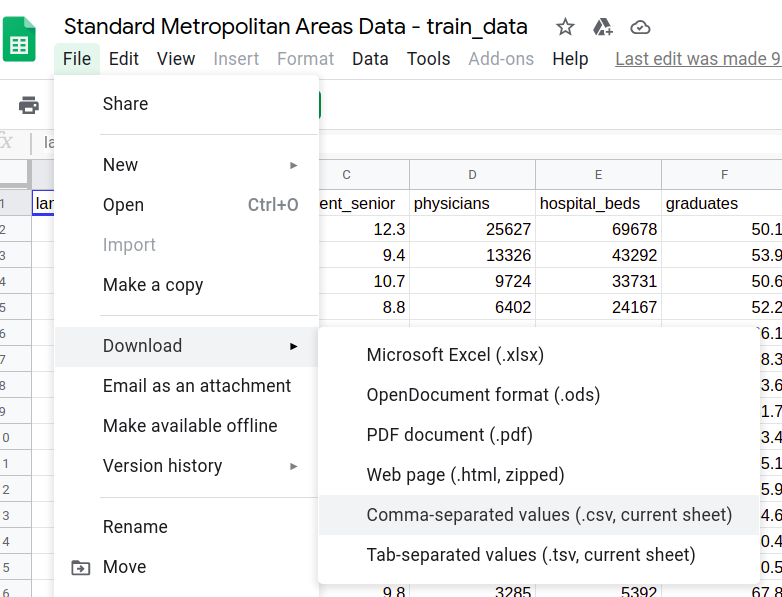 Standard Metropolitan Areas Data - train_data
File Edit View Insert Format Data Tools Add-ons Help Last edit was made 9
Share
fx la
New ►
C D E F
Open Ctrl+O
1 lan ent_senior physicians hospital_beds graduates
2 12.3 25627 69678 50.1
Import
3 9.4 13326 43292 53.9
4 10.7 9724 33731 50.6
Make a copy
5 8.8 6402 24167 52.2
6 6.1
Download ►
Microsoft Excel (.xlsx)
7 8.3
8 3.6
Email as an attachment
OpenDocument format (.ods)
9 1.7
Make available offline
PDF document (.pdf)
0 3.4
1 5.1
Version history ►
Web page (.html, zipped)
2 5.9
3 4.6
Comma-separated values (.csv, current sheet)
Rename
4 0.4
Tab-separated values (.tsv, current sheet)
5 0.5
Move
6 9.8 3285 5392 67.8